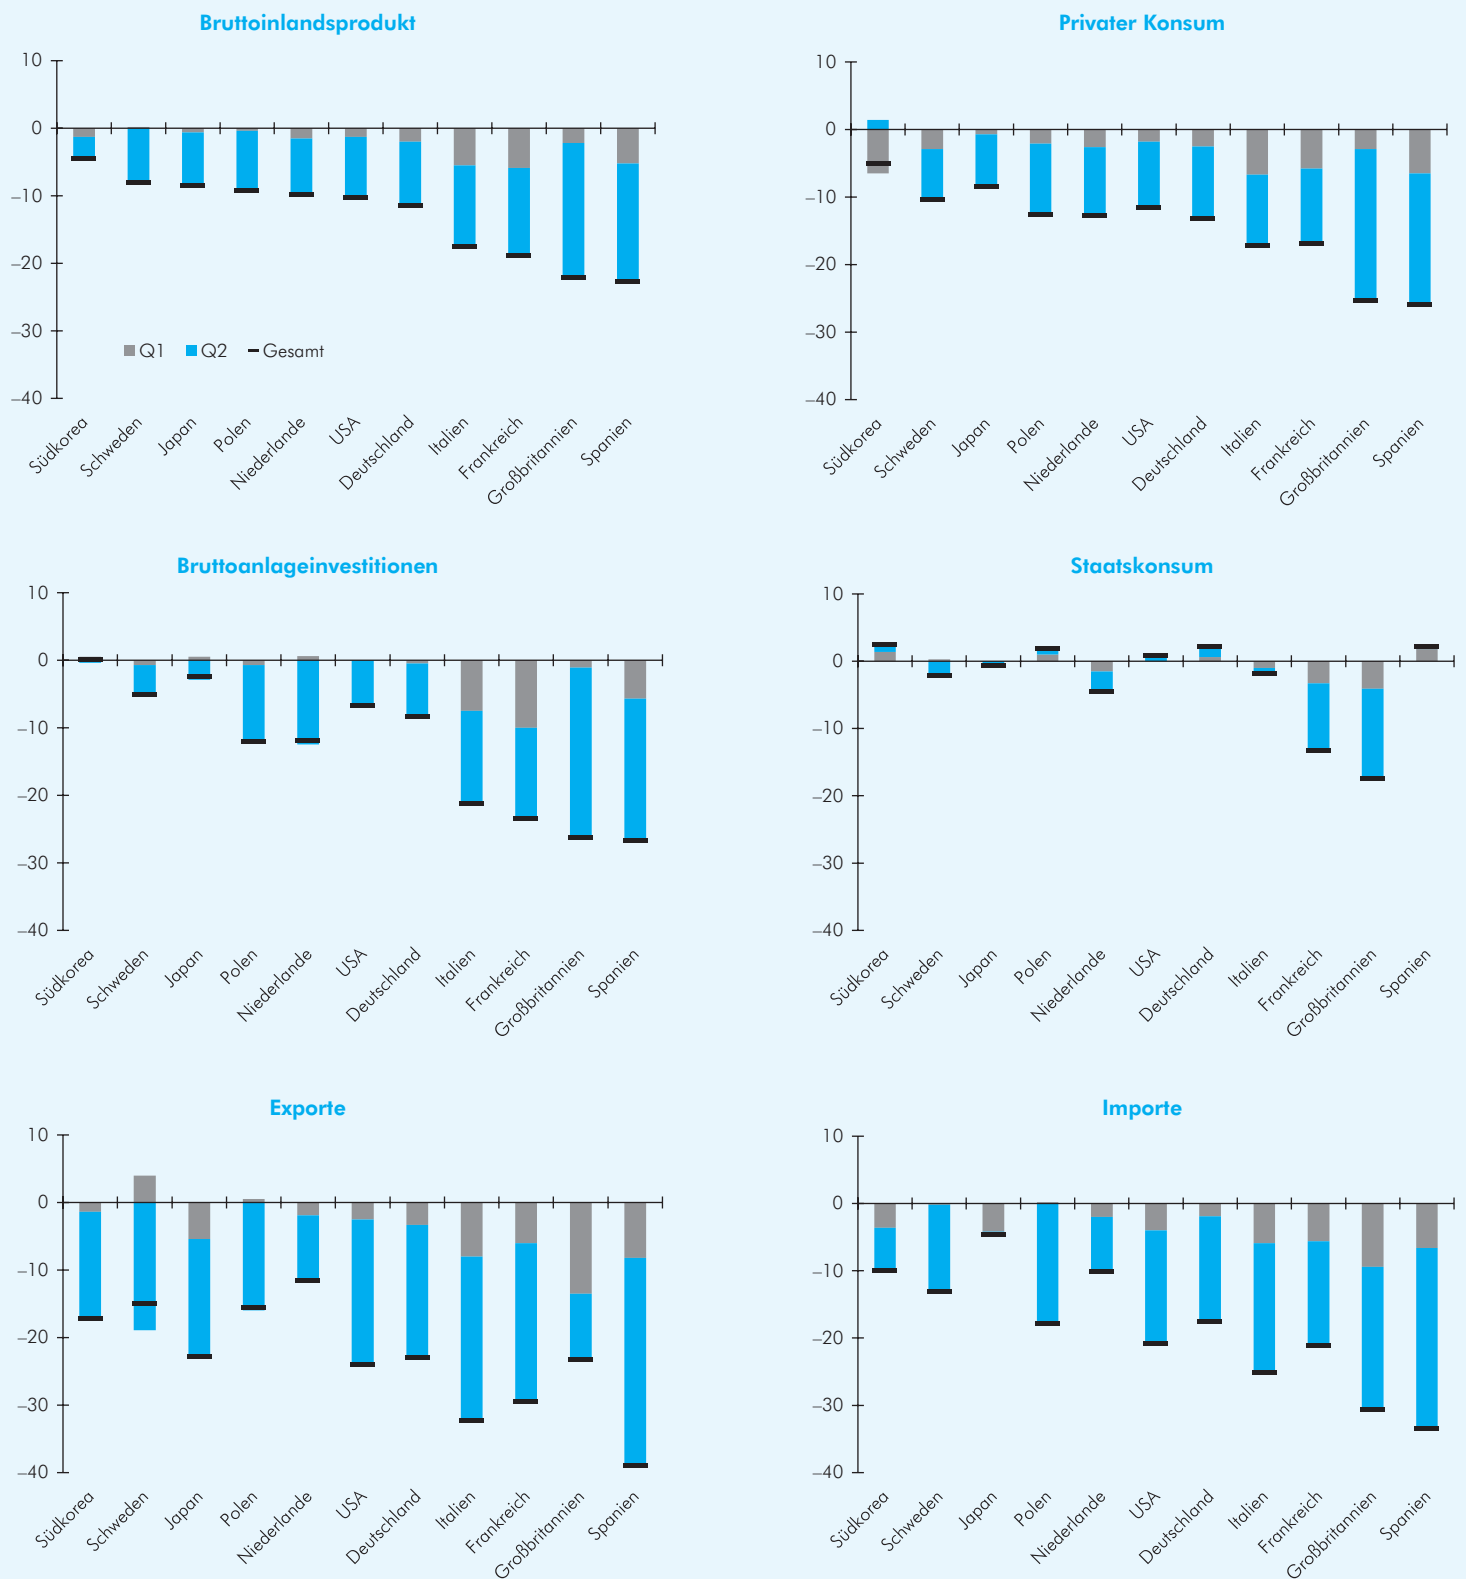 Bruttoinlandsprodukt
10
0
–10
–20
–30
–40
Q1 Q2 Gesamt
Südkorea
Schweden
Japan
Polen
Niederlande
USA
Deutschland
Italien
Frankreich
Großbritannien
Spanien
Privater Konsum
10
0
–10
–20
–30
–40
Südkorea
Schweden
Japan
Polen
Niederlande
USA
Deutschland
Italien
Frankreich
Großbritannien
Spanien
Bruttoanlageinvestitionen
10
0
–10
–20
–30
–40
Südkorea
Schweden
Japan
Polen
Niederlande
USA
Deutschland
Italien
Frankreich
Großbritannien
Spanien
Staatskonsum
10
0
–10
–20
–30
–40
Südkorea
Schweden
Japan
Polen
Niederlande
USA
Deutschland
Italien
Frankreich
Großbritannien
Spanien
Exporte
10
0
–10
–20
–30
–40
Südkorea
Schweden
Japan
Polen
Niederlande
USA
Deutschland
Italien
Frankreich
Großbritannien
Spanien
Importe
10
0
–10
–20
–30
–40
Südkorea
Schweden
Japan
Polen
Niederlande
USA
Deutschland
Italien
Frankreich
Großbritannien
Spanien